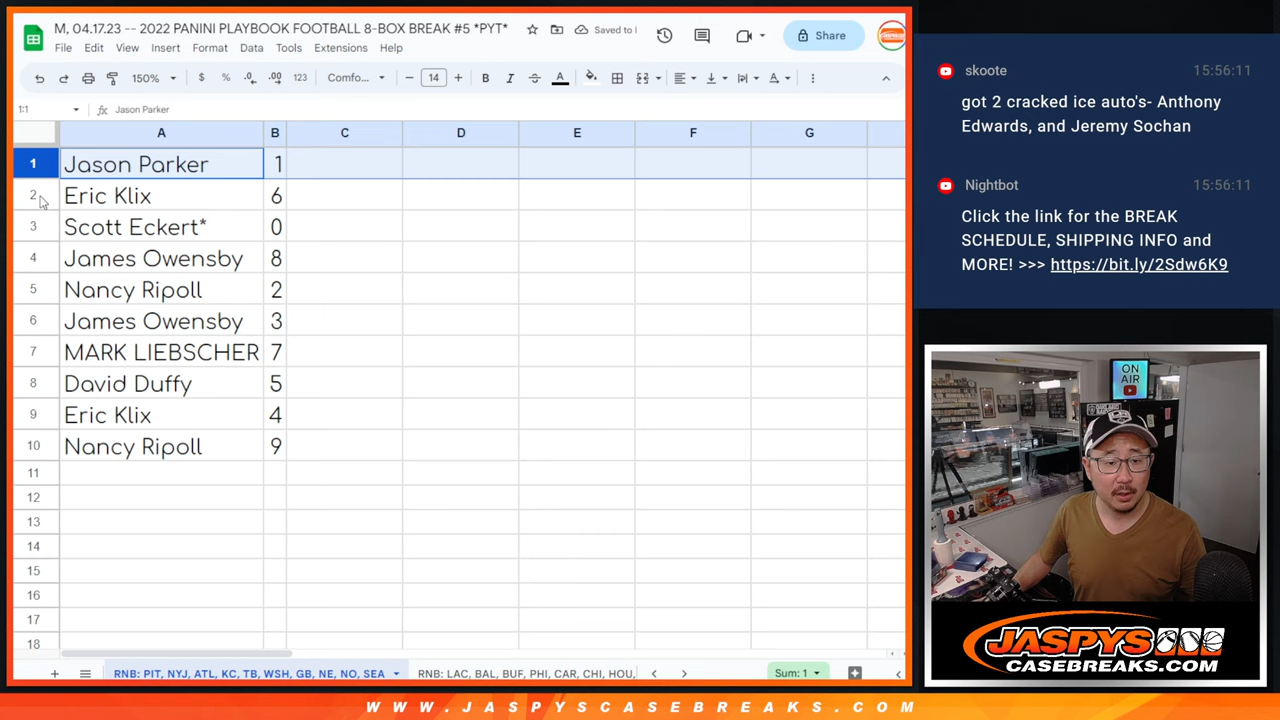 M, 04.17.23 -- 2022 PANINI PLAYBOOK FOOTBALL 8-BOX BREAK #5 *PYT*
Saved to
File Edit View Insert Format Data Tools Extensions Help
Share
150% $ % .0 .00 123 Comfo... 14 B I A
1:1 fx Jason Parker
A B C D E F G
1 Jason Parker 1
2 Eric Klix 6
3 Scott Eckert* 0
4 James Owensby 8
5 Nancy Ripoll 2
6 James Owensby 3
7 MARK LIEBSCHER 7
8 David Duffy 5
9 Eric Klix 4
10 Nancy Ripoll 9
11
12
13
14
15
16
17
18
RNB: PIT, NYJ, ATL, KC, TB, WSH, GB, NE, NO, SEA
RNB: LAC, BAL, BUF, PHI, CAR, CHI, HOU,
Sum: 1
skoote 15:56:11
got 2 cracked ice auto's- Anthony
Edwards, and Jeremy Sochan
Nightbot 15:56:11
Click the link for the BREAK
SCHEDULE, SHIPPING INFO and
MORE! >>> https://bit.ly/2Sdw6K9
ON
AIR
JASPYS
CASEBREAKS.COM
WWW.JASPYSCASEBREAKS.COM